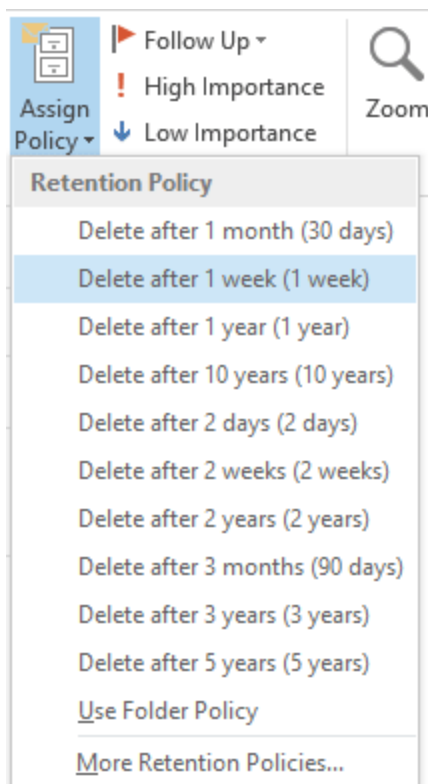 Follow Up
! High Importance
Assign
Policy
Low Importance
Zoom
Retention Policy
Delete after 1 month (30 days)
Delete after 1 week (1 week)
Delete after 1 year (1 year)
Delete after 10 years (10 years)
Delete after 2 days (2 days)
Delete after 2 weeks (2 weeks)
Delete after 2 years (2 years)
Delete after 3 months (90 days)
Delete after 3 years (3 years)
Delete after 5 years (5 years)
Use Folder Policy
More Retention Policies...